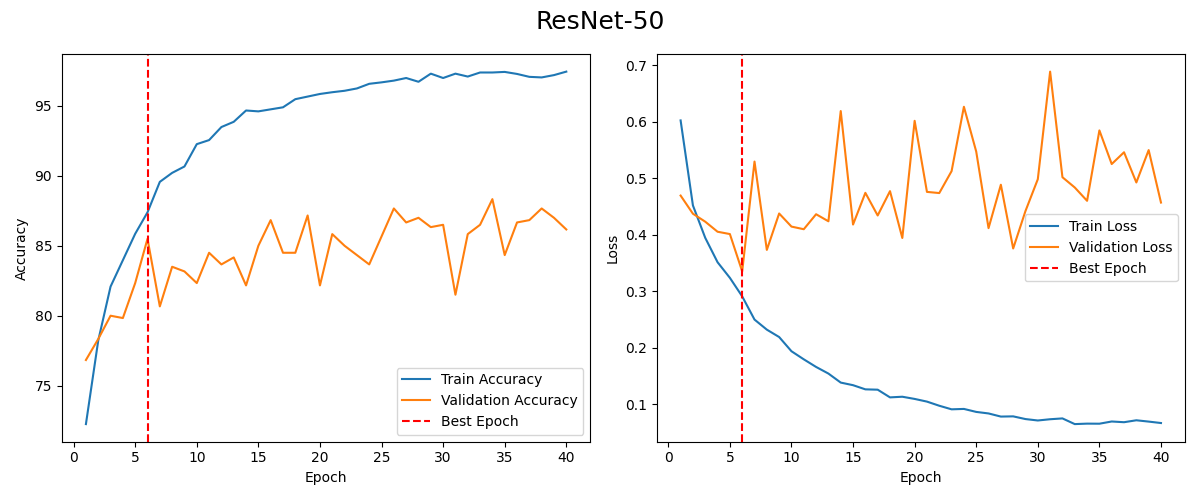 ResNet-50
Accuracy
95
90
85
80
75
0 5 10 15 20 25 30 35 40
Epoch
Train Accuracy
Validation Accuracy
Best Epoch
Loss
0.7
0.6
0.5
0.4
0.3
0.2
0.1
0 5 10 15 20 25 30 35 40
Epoch
Train Loss
Validation Loss
Best Epoch